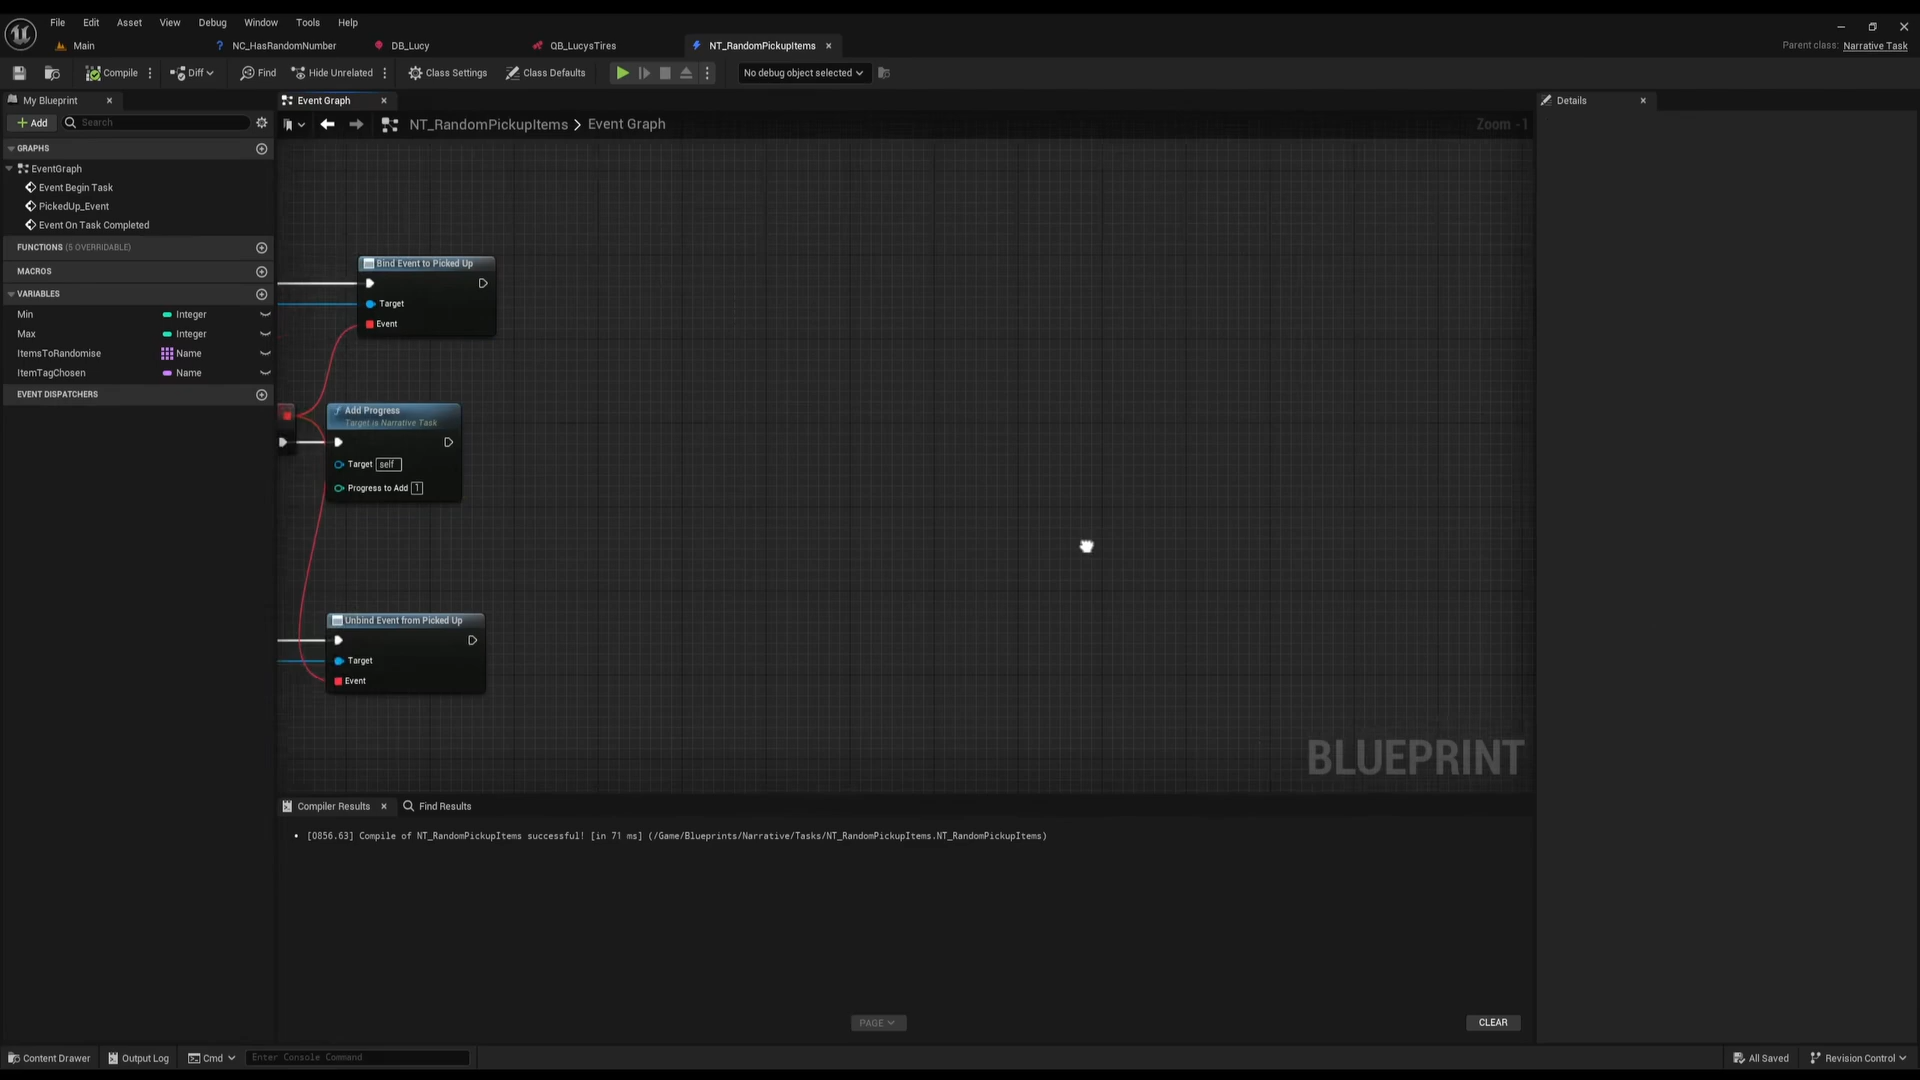 File Edit Asset View Debug Window Tools Help
Main NC_HasRandomNumber DB_Lucy QB_LucysTires NT_RandomPickupItems
Parent class: Narrative Task
Compile Diff Find Hide Unrelated Class Settings Class Defaults No debug object selected
My Blueprint
Event Graph
Details
Add Search
NT_RandomPickupItems > Event Graph
Zoom -1
GRAPHS
EventGraph
Event Begin Task
PickedUp_Event
Event On Task Completed
FUNCTIONS (5 OVERRIDABLE)
MACROS
VARIABLES
Min Integer
Max Integer
ItemsToRandomise Name
ItemTagChosen Name
EVENT DISPATCHERS
Bind Event to Picked Up
Target
Event
Add Progress
Target is Narrative Task
Target self
Progress to Add 1
Unbind Event from Picked Up
Target
Event
BLUEPRINT
Compiler Results Find Results
• [0856.63] Compile of NT_RandomPickupItems successful! [in 71 ms] (/Game/Blueprints/Narrative/Tasks/NT_RandomPickupItems.NT_RandomPickupItems)
PAGE
CLEAR
Content Drawer Output Log Cmd Enter Console Command
All Saved Revision Control